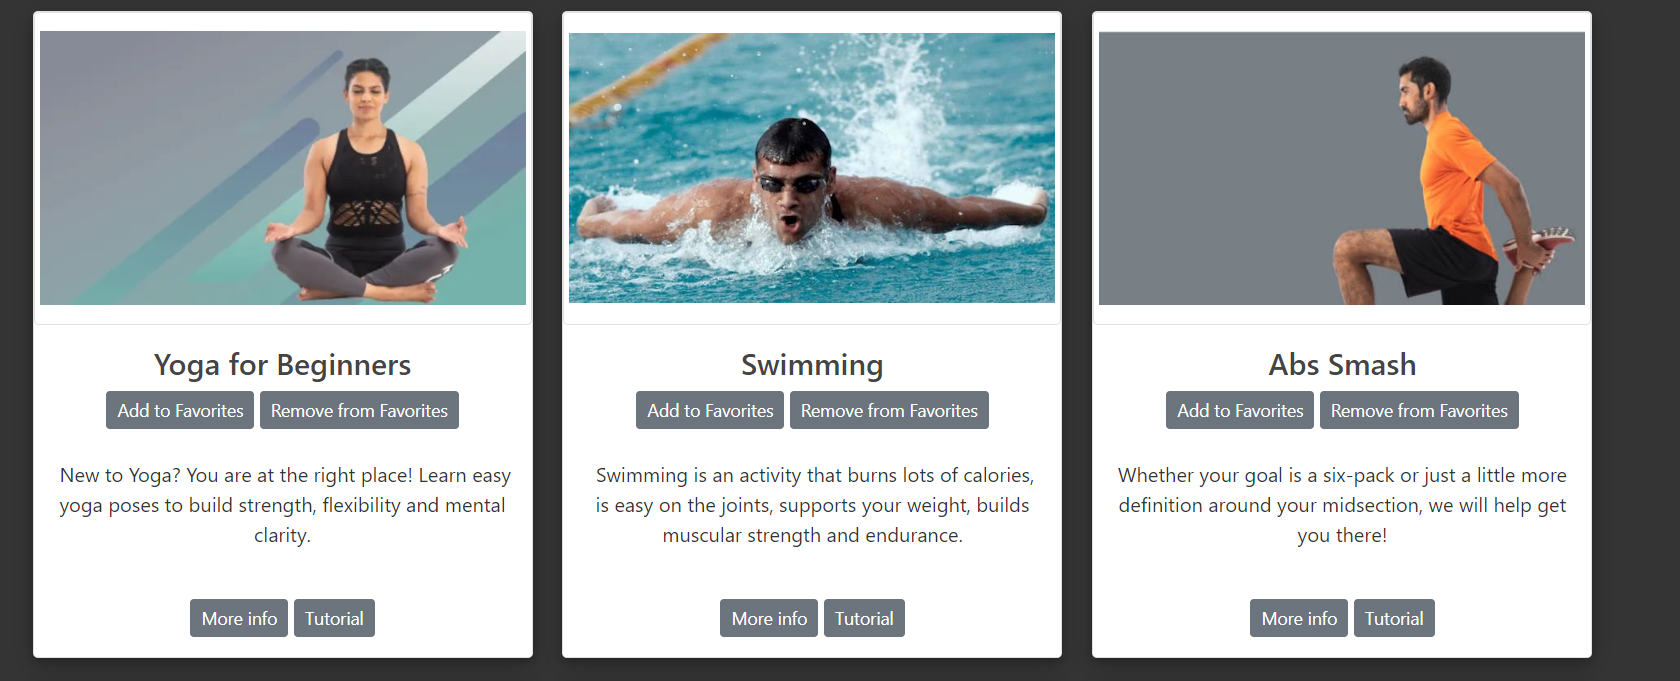 Yoga for Beginners
Add to Favorites Remove from Favorites
New to Yoga? You are at the right place! Learn easy
yoga poses to build strength, flexibility and mental
clarity.
More info Tutorial
Swimming
Add to Favorites Remove from Favorites
Swimming is an activity that burns lots of calories,
is easy on the joints, supports your weight, builds
muscular strength and endurance.
More info Tutorial
Abs Smash
Add to Favorites Remove from Favorites
Whether your goal is a six-pack or just a little more
definition around your midsection, we will help get
you there!
More info Tutorial